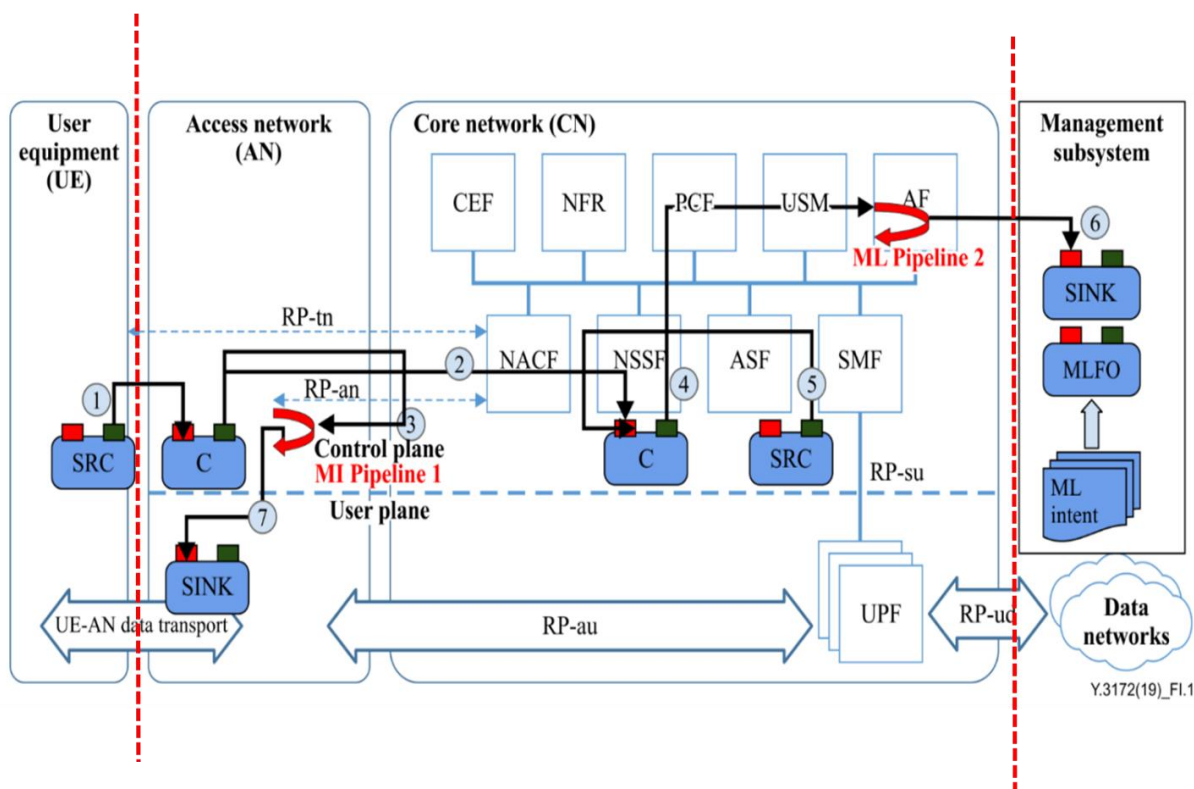 User
equipment
(UE)
Access network
(AN)
Core network (CN)
Management
subsystem
CEF
NFR
PCF
USM
AF
ML Pipeline 2
6
SINK
RP-tn
NACF
NSSF
ASF
SMF
MLFO
1
2
RP-an
3
4
5
SRC
C
Control plane
MI Pipeline 1
C
SRC
RP-su
ML
intent
7
User plane
SINK
UE-AN data transport
RP-au
UPF
RP-ud
Data
networks
Y.3172(19)_FI.1